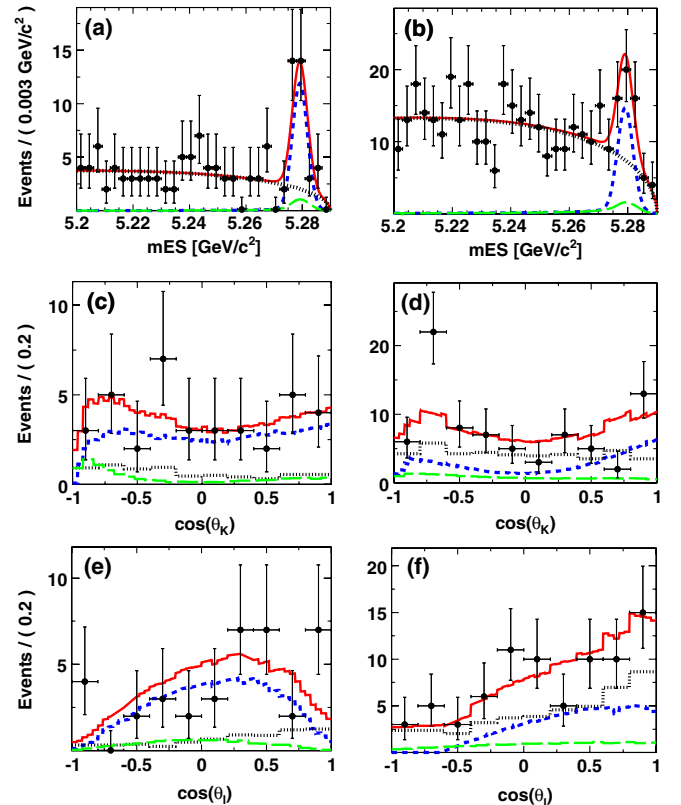 (a)
(b)
Events / ( 0.003 GeV/c²)
15
10
5
5.2 5.22 5.24 5.26 5.28
mES [GeV/c²]
20
10
0
5.2 5.22 5.24 5.26 5.28
mES [GeV/c²]
(c)
(d)
Events / ( 0.2 )
10
5
0
-1 -0.5 0 0.5 1
cos(θK)
20
10
0
-1 -0.5 0 0.5 1
cos(θK)
(e)
(f)
Events / ( 0.2 )
10
5
0
-1 -0.5 0 0.5 1
cos(θl)
20
15
10
5
0
-1 -0.5 0 0.5 1
cos(θl)